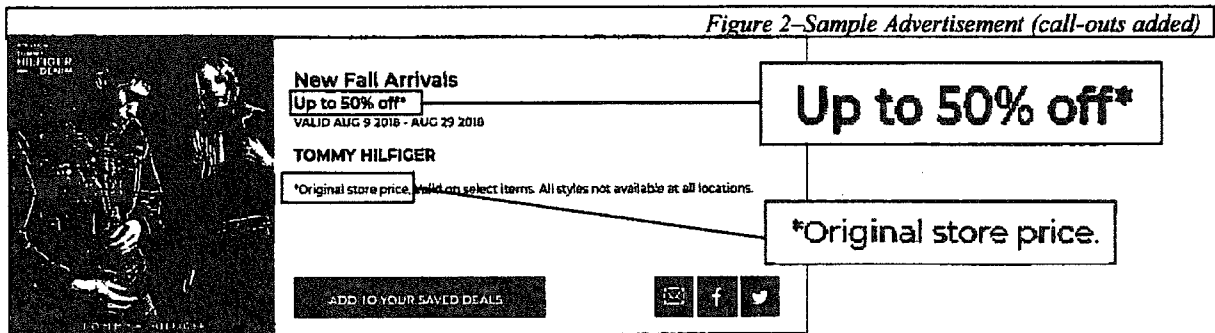 Figure 2–Sample Advertisement (call-outs added)
TOMMY
HILFIGER
DENIM
New Fall Arrivals
Up to 50% off*
VALID AUG 9 2018 - AUG 29 2018
TOMMY HILFIGER
*Original store price. Valid on select items. All styles not available at all locations.
ADD TO YOUR SAVED DEALS
f
TOMMY HILFIGER
Up to 50% off*
*Original store price.